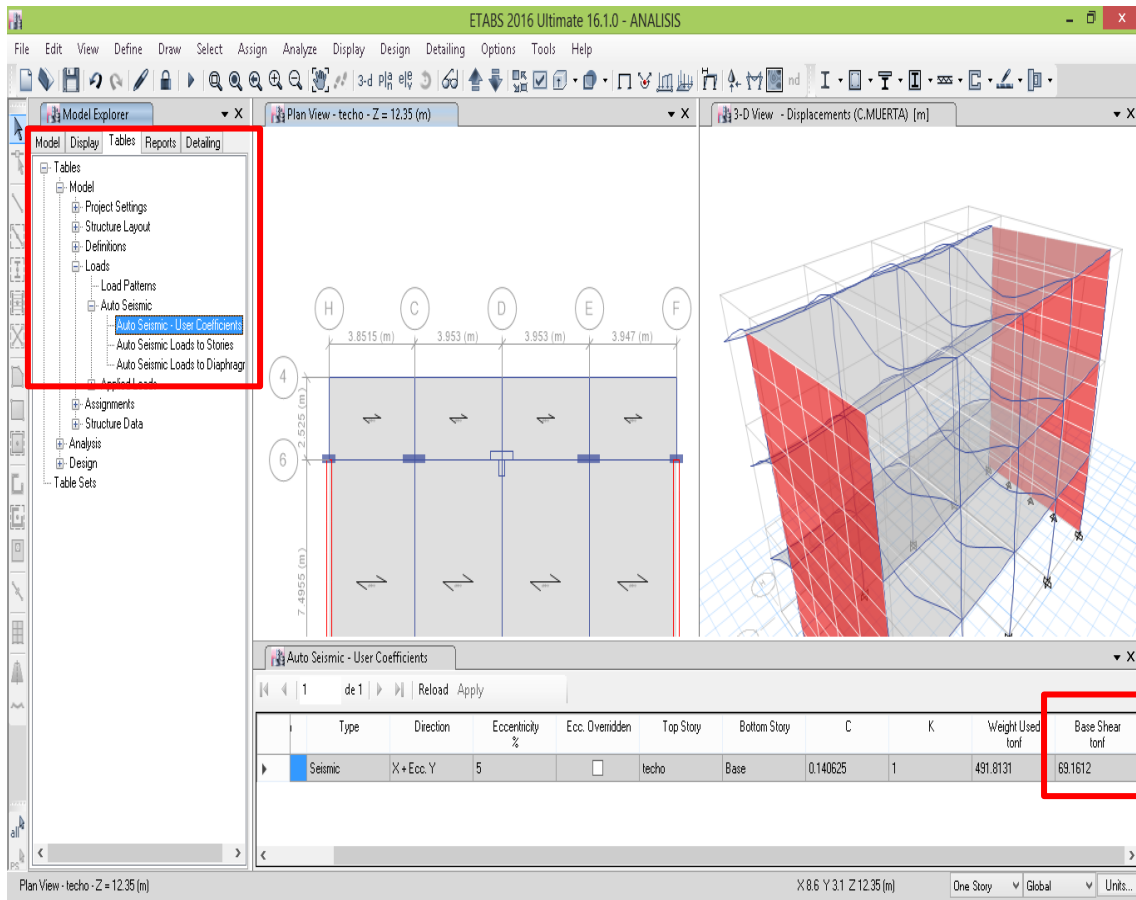 ETABS 2016 Ultimate 16.1.0 - ANALISIS
File Edit View Define Draw Select Assign Analyze Display Design Detailing Options Tools Help
3-d nd
Model Explorer
Model Display Tables Reports Detailing
Tables
Model
Project Settings
Structure Layout
Definitions
Loads
Load Patterns
Auto Seismic
Auto Seismic - User Coefficients
Auto Seismic Loads to Stories
Auto Seismic Loads to Diaphragr
Applied Loads
Assignments
Structure Data
Analysis
Design
Table Sets
all
PS
Plan View - techo - Z = 12.35 (m)
H C D E F
3.8515 (m) 3.953 (m) 3.953 (m) 3.947 (m)
4
2.525 (m)
6
7.4955 (m)
3-D View - Displacements (C.MUERTA) [m]
Auto Seismic - User Coefficients
1 de 1 Reload Apply
Type Direction Eccentricity % Ecc. Overridden Top Story Bottom Story C K Weight Used tonf Base Shear tonf
Seismic X + Ecc. Y 5 techo Base 0.140625 1 491.8131 69.1612
Plan View - techo - Z = 12.35 (m) X 8.6 Y 3.1 Z 12.35 (m) One Story Global Units...